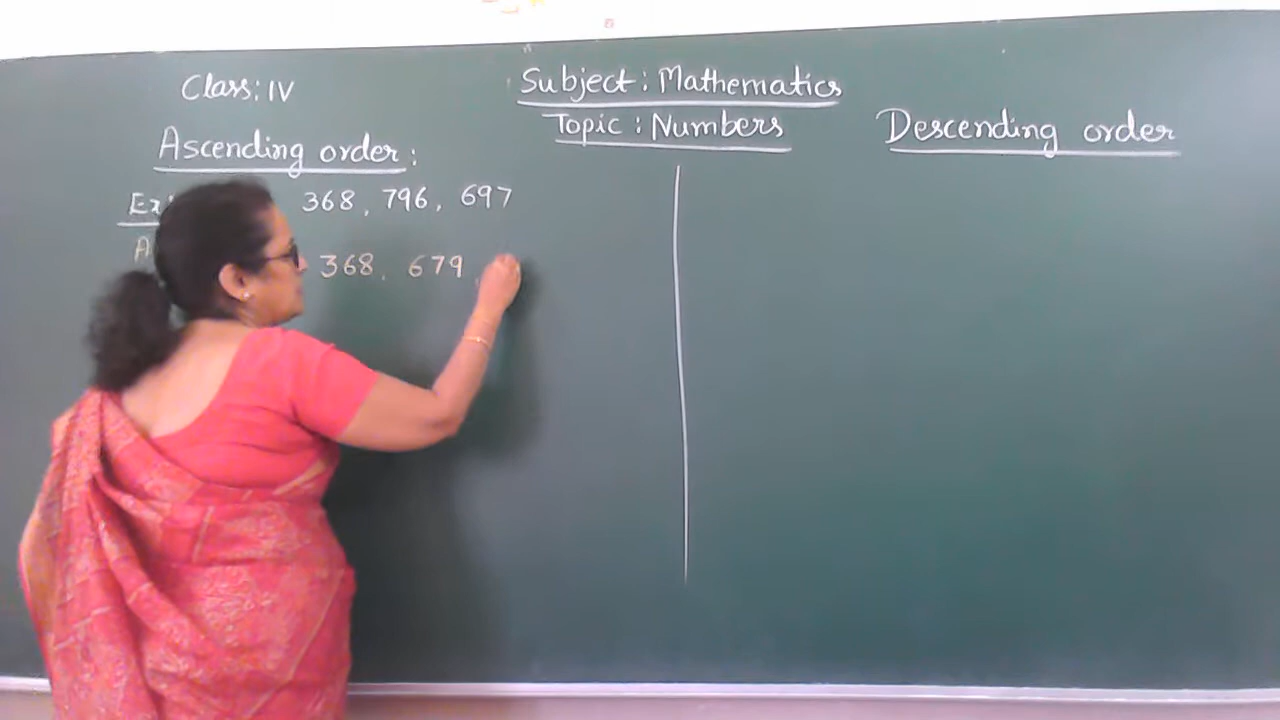 Class: IV
Subject: Mathematics
Topic: Numbers
Ascending order:
368, 796, 697
368, 679,
Descending order